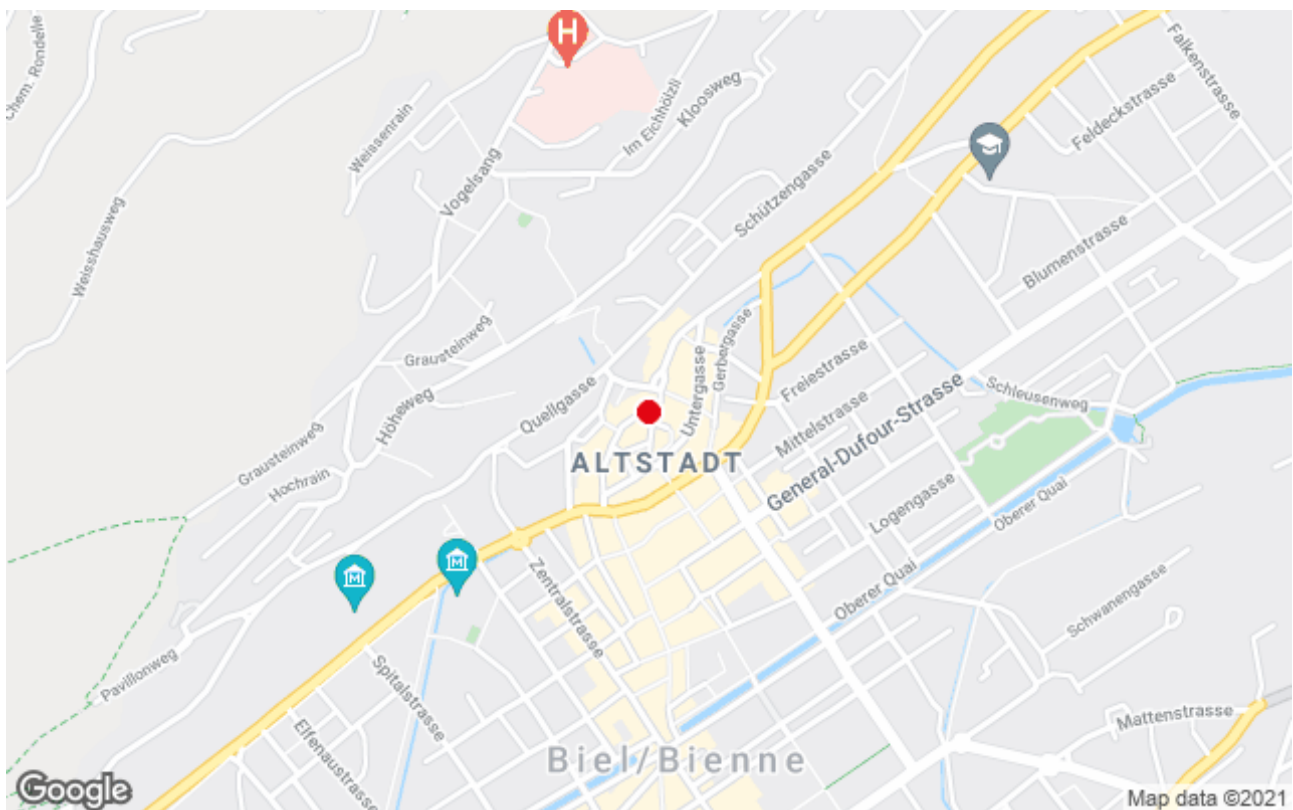 H
Falkenstrasse
Chem. Rondelle
Kloosweg
Feldeckstrasse
Im Eichhölzli
Weissenrain
Vogelsang
Schützengasse
Weisshausweg
Blumenstrasse
Grausteinweg
Gerbergasse
Untergasse
Freiestrasse
Schleusenweg
Höheweg
Quellgasse
Mittelstrasse
General-Dufour-Strasse
Grausteinweg
ALTSTADT
Hochrain
Logengasse
Oberer Quai
M
M
Zentralstrasse
Oberer Quai
Schwanengasse
Pavillonweg
Spitalstrasse
Elfenaustrasse
Mattenstrasse
Biel/Bienne
Google
Map data ©2021